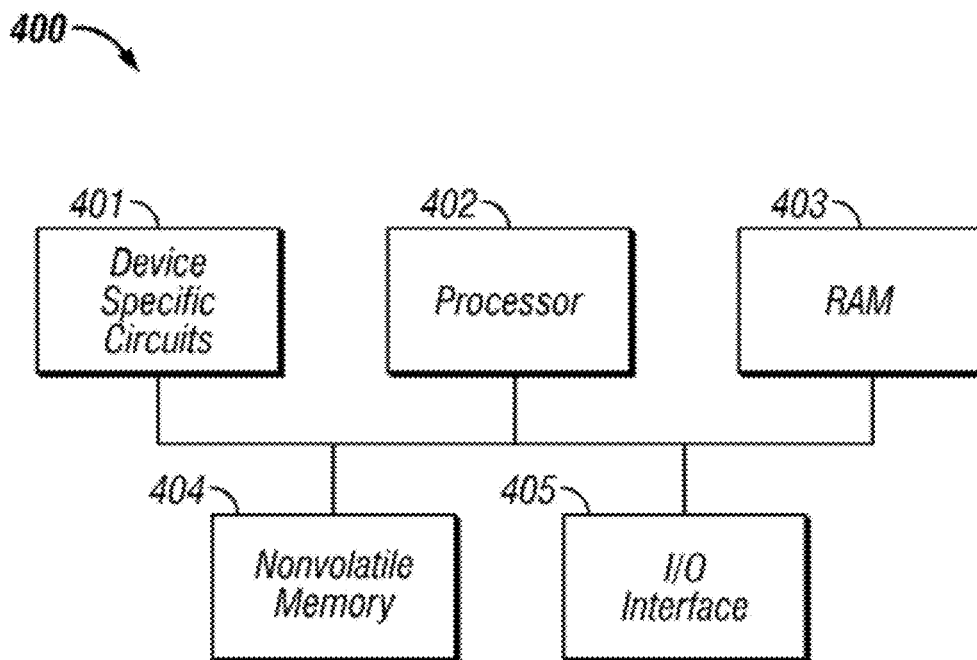 400
401
Device
Specific
Circuits
402
Processor
403
RAM
404
Nonvolatile
Memory
405
I/O
Interface